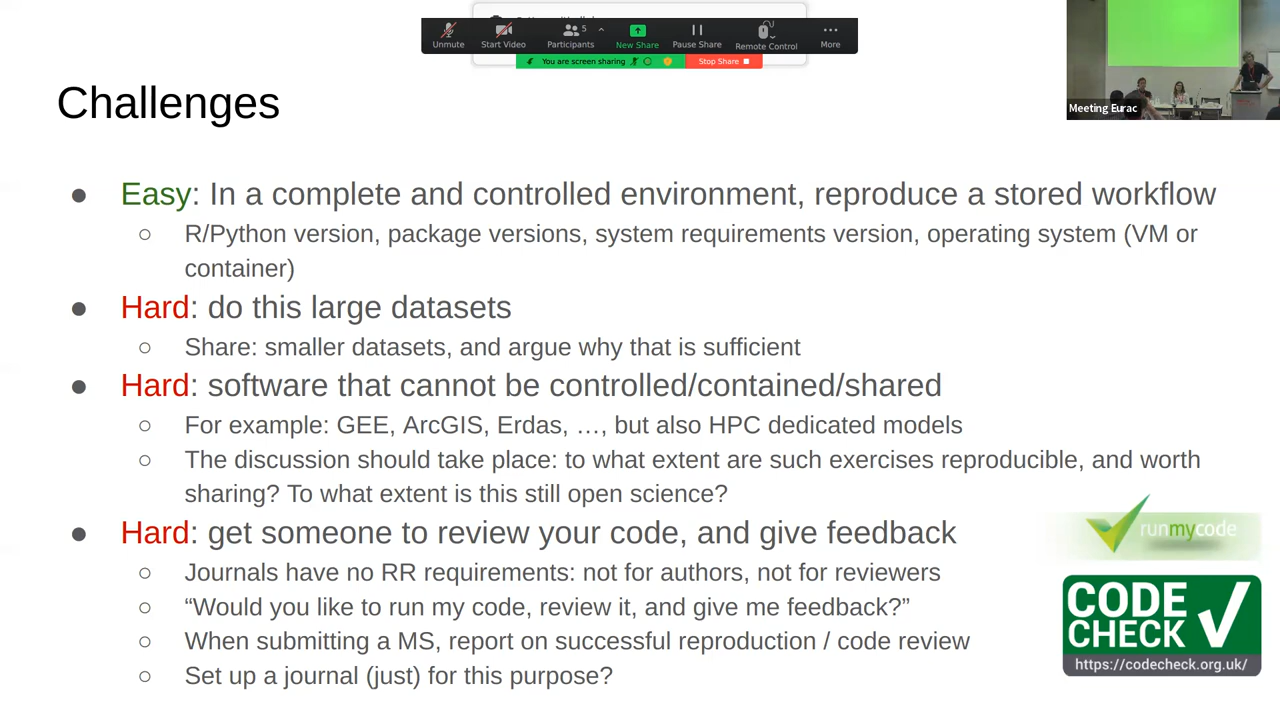 Unmute
Start Video
Participants
5
New Share
Pause Share
Remote Control
More
You are screen sharing
Stop Share
Meeting Eurac
Challenges
● Easy: In a complete and controlled environment, reproduce a stored workflow
○ R/Python version, package versions, system requirements version, operating system (VM or
container)
● Hard: do this large datasets
○ Share: smaller datasets, and argue why that is sufficient
● Hard: software that cannot be controlled/contained/shared
○ For example: GEE, ArcGIS, Erdas, …, but also HPC dedicated models
○ The discussion should take place: to what extent are such exercises reproducible, and worth
sharing? To what extent is this still open science?
● Hard: get someone to review your code, and give feedback
○ Journals have no RR requirements: not for authors, not for reviewers
○ “Would you like to run my code, review it, and give me feedback?”
○ When submitting a MS, report on successful reproduction / code review
○ Set up a journal (just) for this purpose?
runmycode
CODE
CHECK
https://codecheck.org.uk/